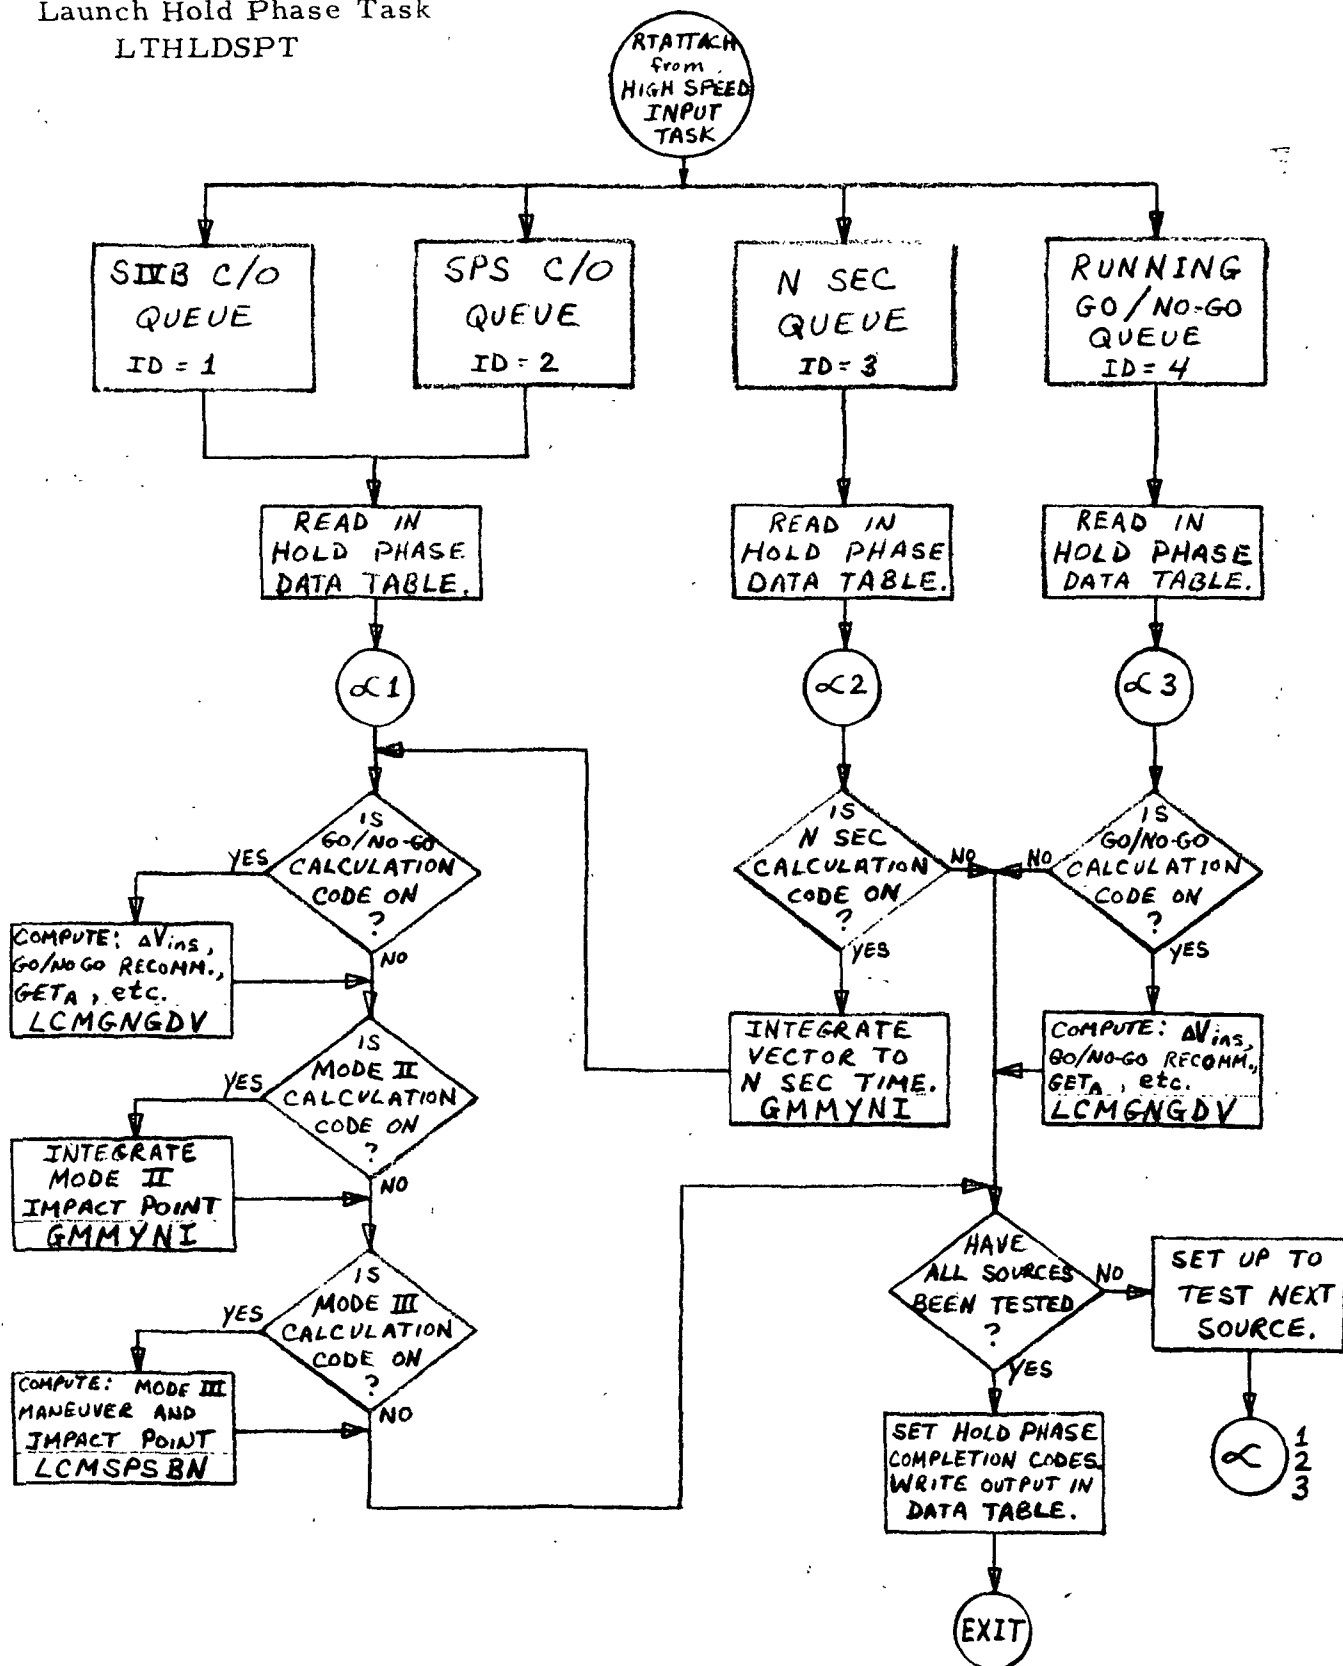 Launch Hold Phase Task
LTHLDSPT
RTATTACH
from
HIGH SPEED
INPUT
TASK
SIVB C/O
QUEUE
ID = 1
SPS C/O
QUEUE
ID = 2
N SEC
QUEUE
ID = 3
RUNNING
GO/NO-GO
QUEUE
ID = 4
READ IN
HOLD PHASE
DATA TABLE.
READ IN
HOLD PHASE
DATA TABLE.
READ IN
HOLD PHASE
DATA TABLE.
∝1
∝2
∝3
IS
GO/NO-GO
CALCULATION
CODE ON
?
YES
NO
IS
N SEC
CALCULATION
CODE ON
?
NO
YES
IS
GO/NO-GO
CALCULATION
CODE ON
?
NO
YES
COMPUTE: ΔVins,
GO/NO GO RECOMM.,
GETA, etc.
LCMGNGDV
INTEGRATE
VECTOR TO
N SEC TIME.
GMMYNI
COMPUTE: ΔVins,
GO/NO-GO RECOMM.,
GETA, etc.
LCMGNGDV
IS
MODE II
CALCULATION
CODE ON
?
YES
NO
INTEGRATE
MODE II
IMPACT POINT
GMMYNI
IS
MODE III
CALCULATION
CODE ON
?
YES
NO
COMPUTE: MODE III
MANEUVER AND
IMPACT POINT
LCMSPSBN
HAVE
ALL SOURCES
BEEN TESTED
?
NO
YES
SET UP TO
TEST NEXT
SOURCE.
∝
1
2
3
SET HOLD PHASE
COMPLETION CODES.
WRITE OUTPUT IN
DATA TABLE.
EXIT